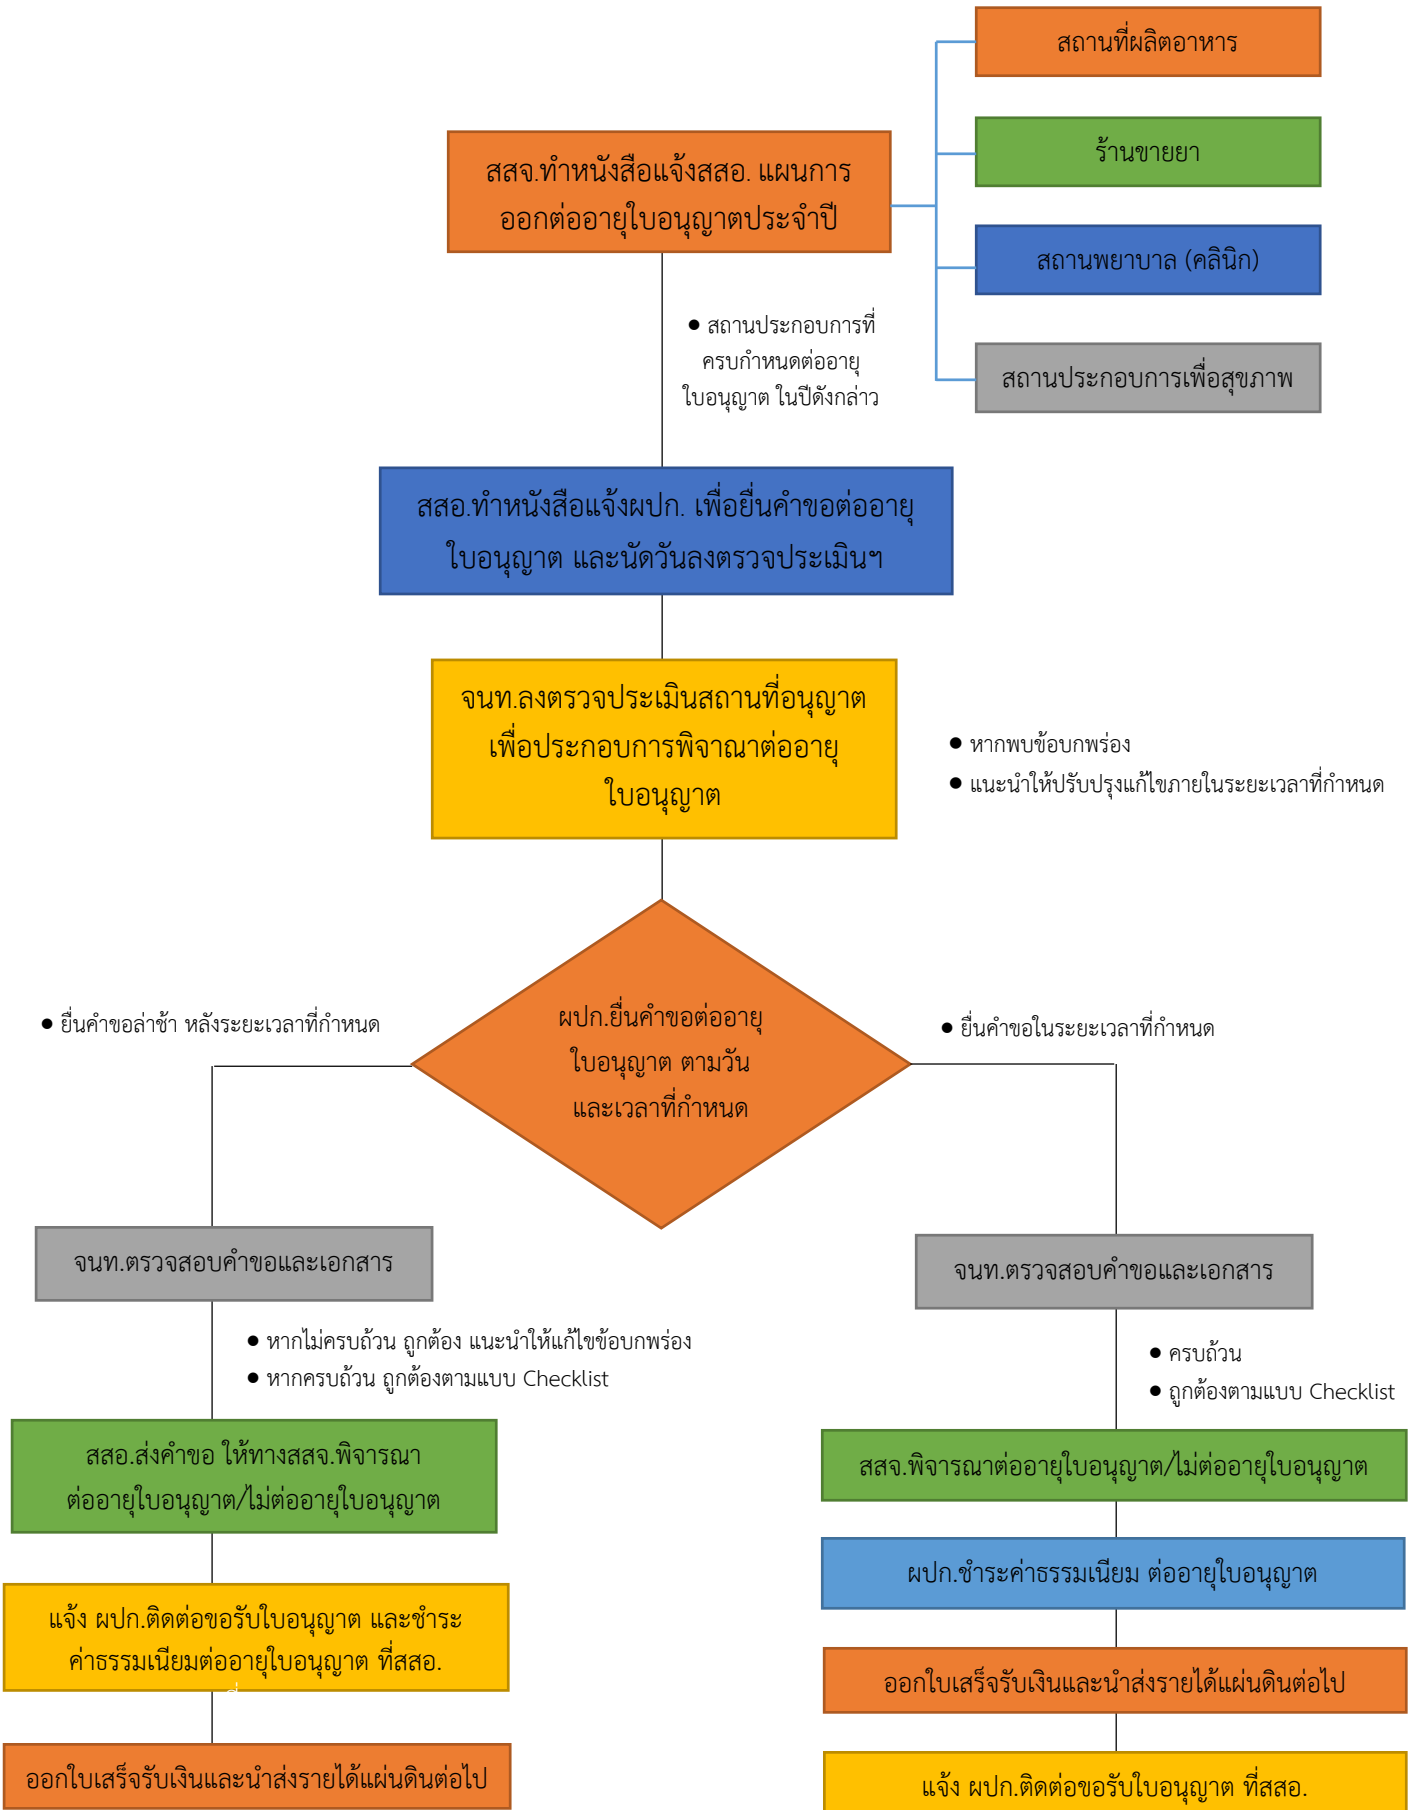 สถานที่ผลิตอาหาร
ร้านขายยา
สถานพยาบาล (คลินิก)
สถานประกอบการเพื่อสุขภาพ
สสจ.ทำหนังสือแจ้งสสอ. แผนการ
ออกต่ออายุใบอนุญาตประจำปี
● สถานประกอบการที่
ครบกำหนดต่ออายุ
ใบอนุญาต ในปีดังกล่าว
สสอ.ทำหนังสือแจ้งผปก. เพื่อยื่นคำขอต่ออายุ
ใบอนุญาต และนัดวันลงตรวจประเมินฯ
จนท.ลงตรวจประเมินสถานที่อนุญาต
เพื่อประกอบการพิจาณาต่ออายุ
ใบอนุญาต
● หากพบข้อบกพร่อง
● แนะนำให้ปรับปรุงแก้ไขภายในระยะเวลาที่กำหนด
ผปก.ยื่นคำขอต่ออายุ
ใบอนุญาต ตามวัน
และเวลาที่กำหนด
● ยื่นคำขอล่าช้า หลังระยะเวลาที่กำหนด
จนท.ตรวจสอบคำขอและเอกสาร
● หากไม่ครบถ้วน ถูกต้อง แนะนำให้แก้ไขข้อบกพร่อง
● หากครบถ้วน ถูกต้องตามแบบ Checklist
สสอ.ส่งคำขอ ให้ทางสสจ.พิจารณา
ต่ออายุใบอนุญาต/ไม่ต่ออายุใบอนุญาต
แจ้ง ผปก.ติดต่อขอรับใบอนุญาต และชำระ
ค่าธรรมเนียมต่ออายุใบอนุญาต ที่สสอ.
ออกใบเสร็จรับเงินและนำส่งรายได้แผ่นดินต่อไป
● ยื่นคำขอในระยะเวลาที่กำหนด
จนท.ตรวจสอบคำขอและเอกสาร
● ครบถ้วน
● ถูกต้องตามแบบ Checklist
สสจ.พิจารณาต่ออายุใบอนุญาต/ไม่ต่ออายุใบอนุญาต
ผปก.ชำระค่าธรรมเนียม ต่ออายุใบอนุญาต
ออกใบเสร็จรับเงินและนำส่งรายได้แผ่นดินต่อไป
แจ้ง ผปก.ติดต่อขอรับใบอนุญาต ที่สสอ.